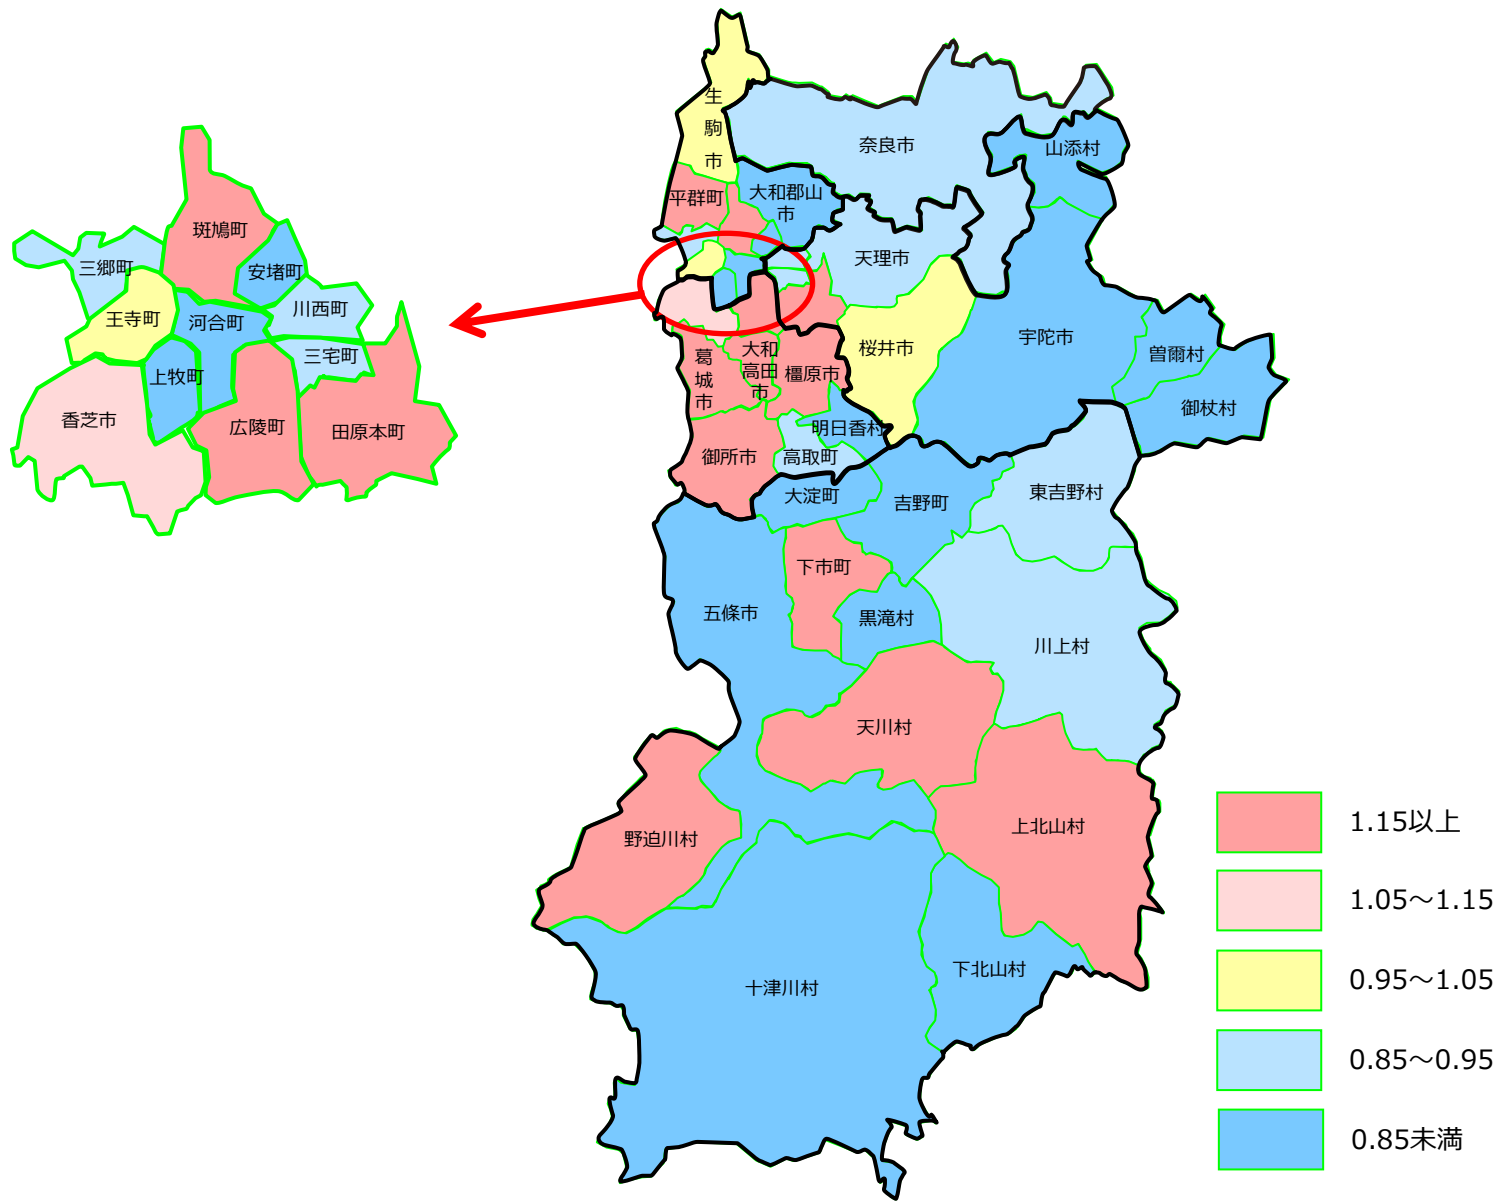 斑鳩町
三郷町
安堵町
川西町
王寺町
河合町
三宅町
上牧町
香芝市
広陵町
田原本町
生
駒
市
奈良市
山添村
平群町
大和郡山
市
天理市
宇陀市
桜井市
曽爾村
大和
高田
市
葛
城
市
橿原市
御杖村
明日香村
御所市
高取町
大淀町
吉野町
東吉野村
下市町
五條市
黒滝村
川上村
天川村
野迫川村
上北山村
下北山村
十津川村
1.15以上
1.05～1.15
0.95～1.05
0.85～0.95
0.85未満